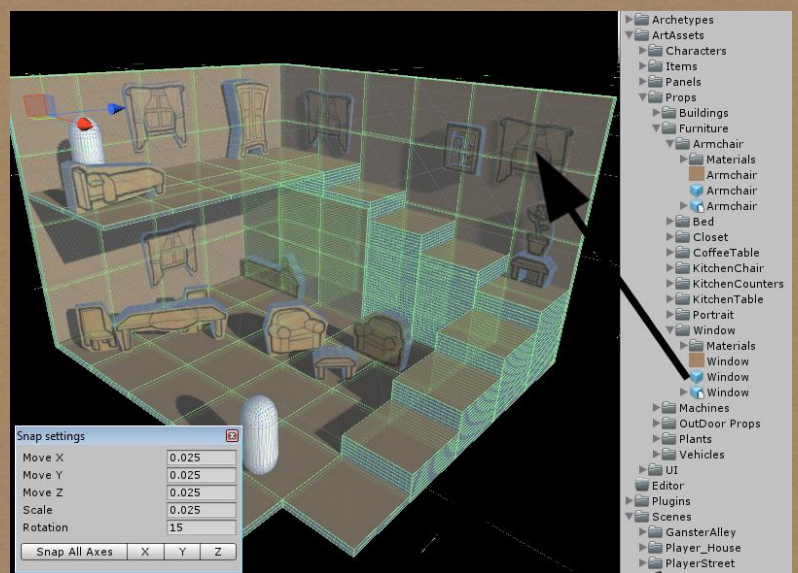 Archetypes
ArtAssets
Characters
Items
Panels
Props
Buildings
Furniture
Armchair
Materials
Armchair
Armchair
Armchair
Bed
Closet
CoffeeTable
KitchenChair
KitchenCounters
KitchenTable
Portrait
Window
Materials
Window
Window
Window
Machines
OutDoor Props
Plants
Vehicles
UI
Editor
Plugins
Scenes
GansterAlley
Player_House
PlayerStreet
Snap settings
Move X 0.025
Move Y 0.025
Move Z 0.025
Scale 0.025
Rotation 15
Snap All Axes X Y Z